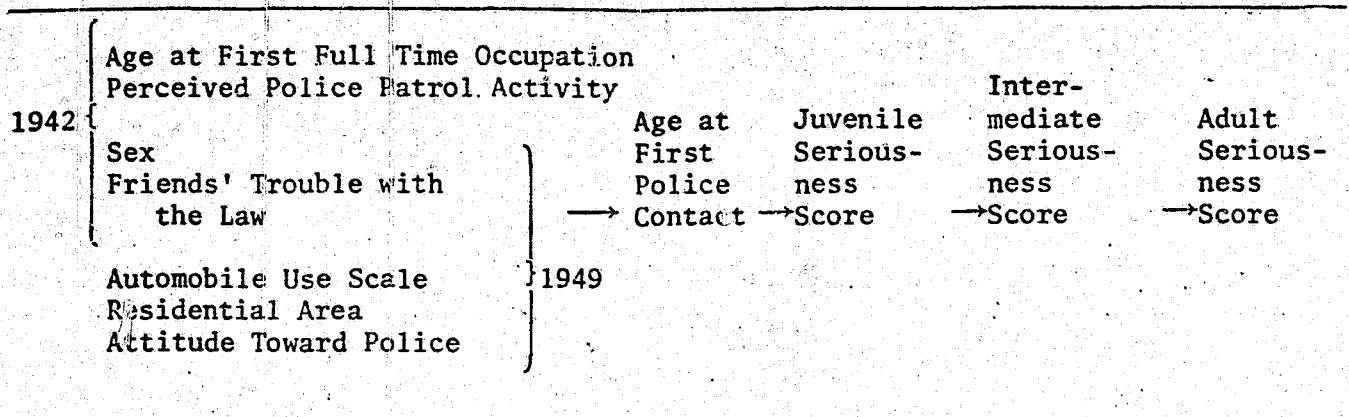 Age at First Full Time Occupation
Perceived Police Patrol Activity
1942 {
Sex
Friends' Trouble with
the Law
Automobile Use Scale }1949
Residential Area
Attitude Toward Police
Age at
First
Police
→ Contact
Juvenile
Serious-
ness
→Score
Inter-
mediate
Serious-
ness
→Score
Adult
Serious-
ness
→Score